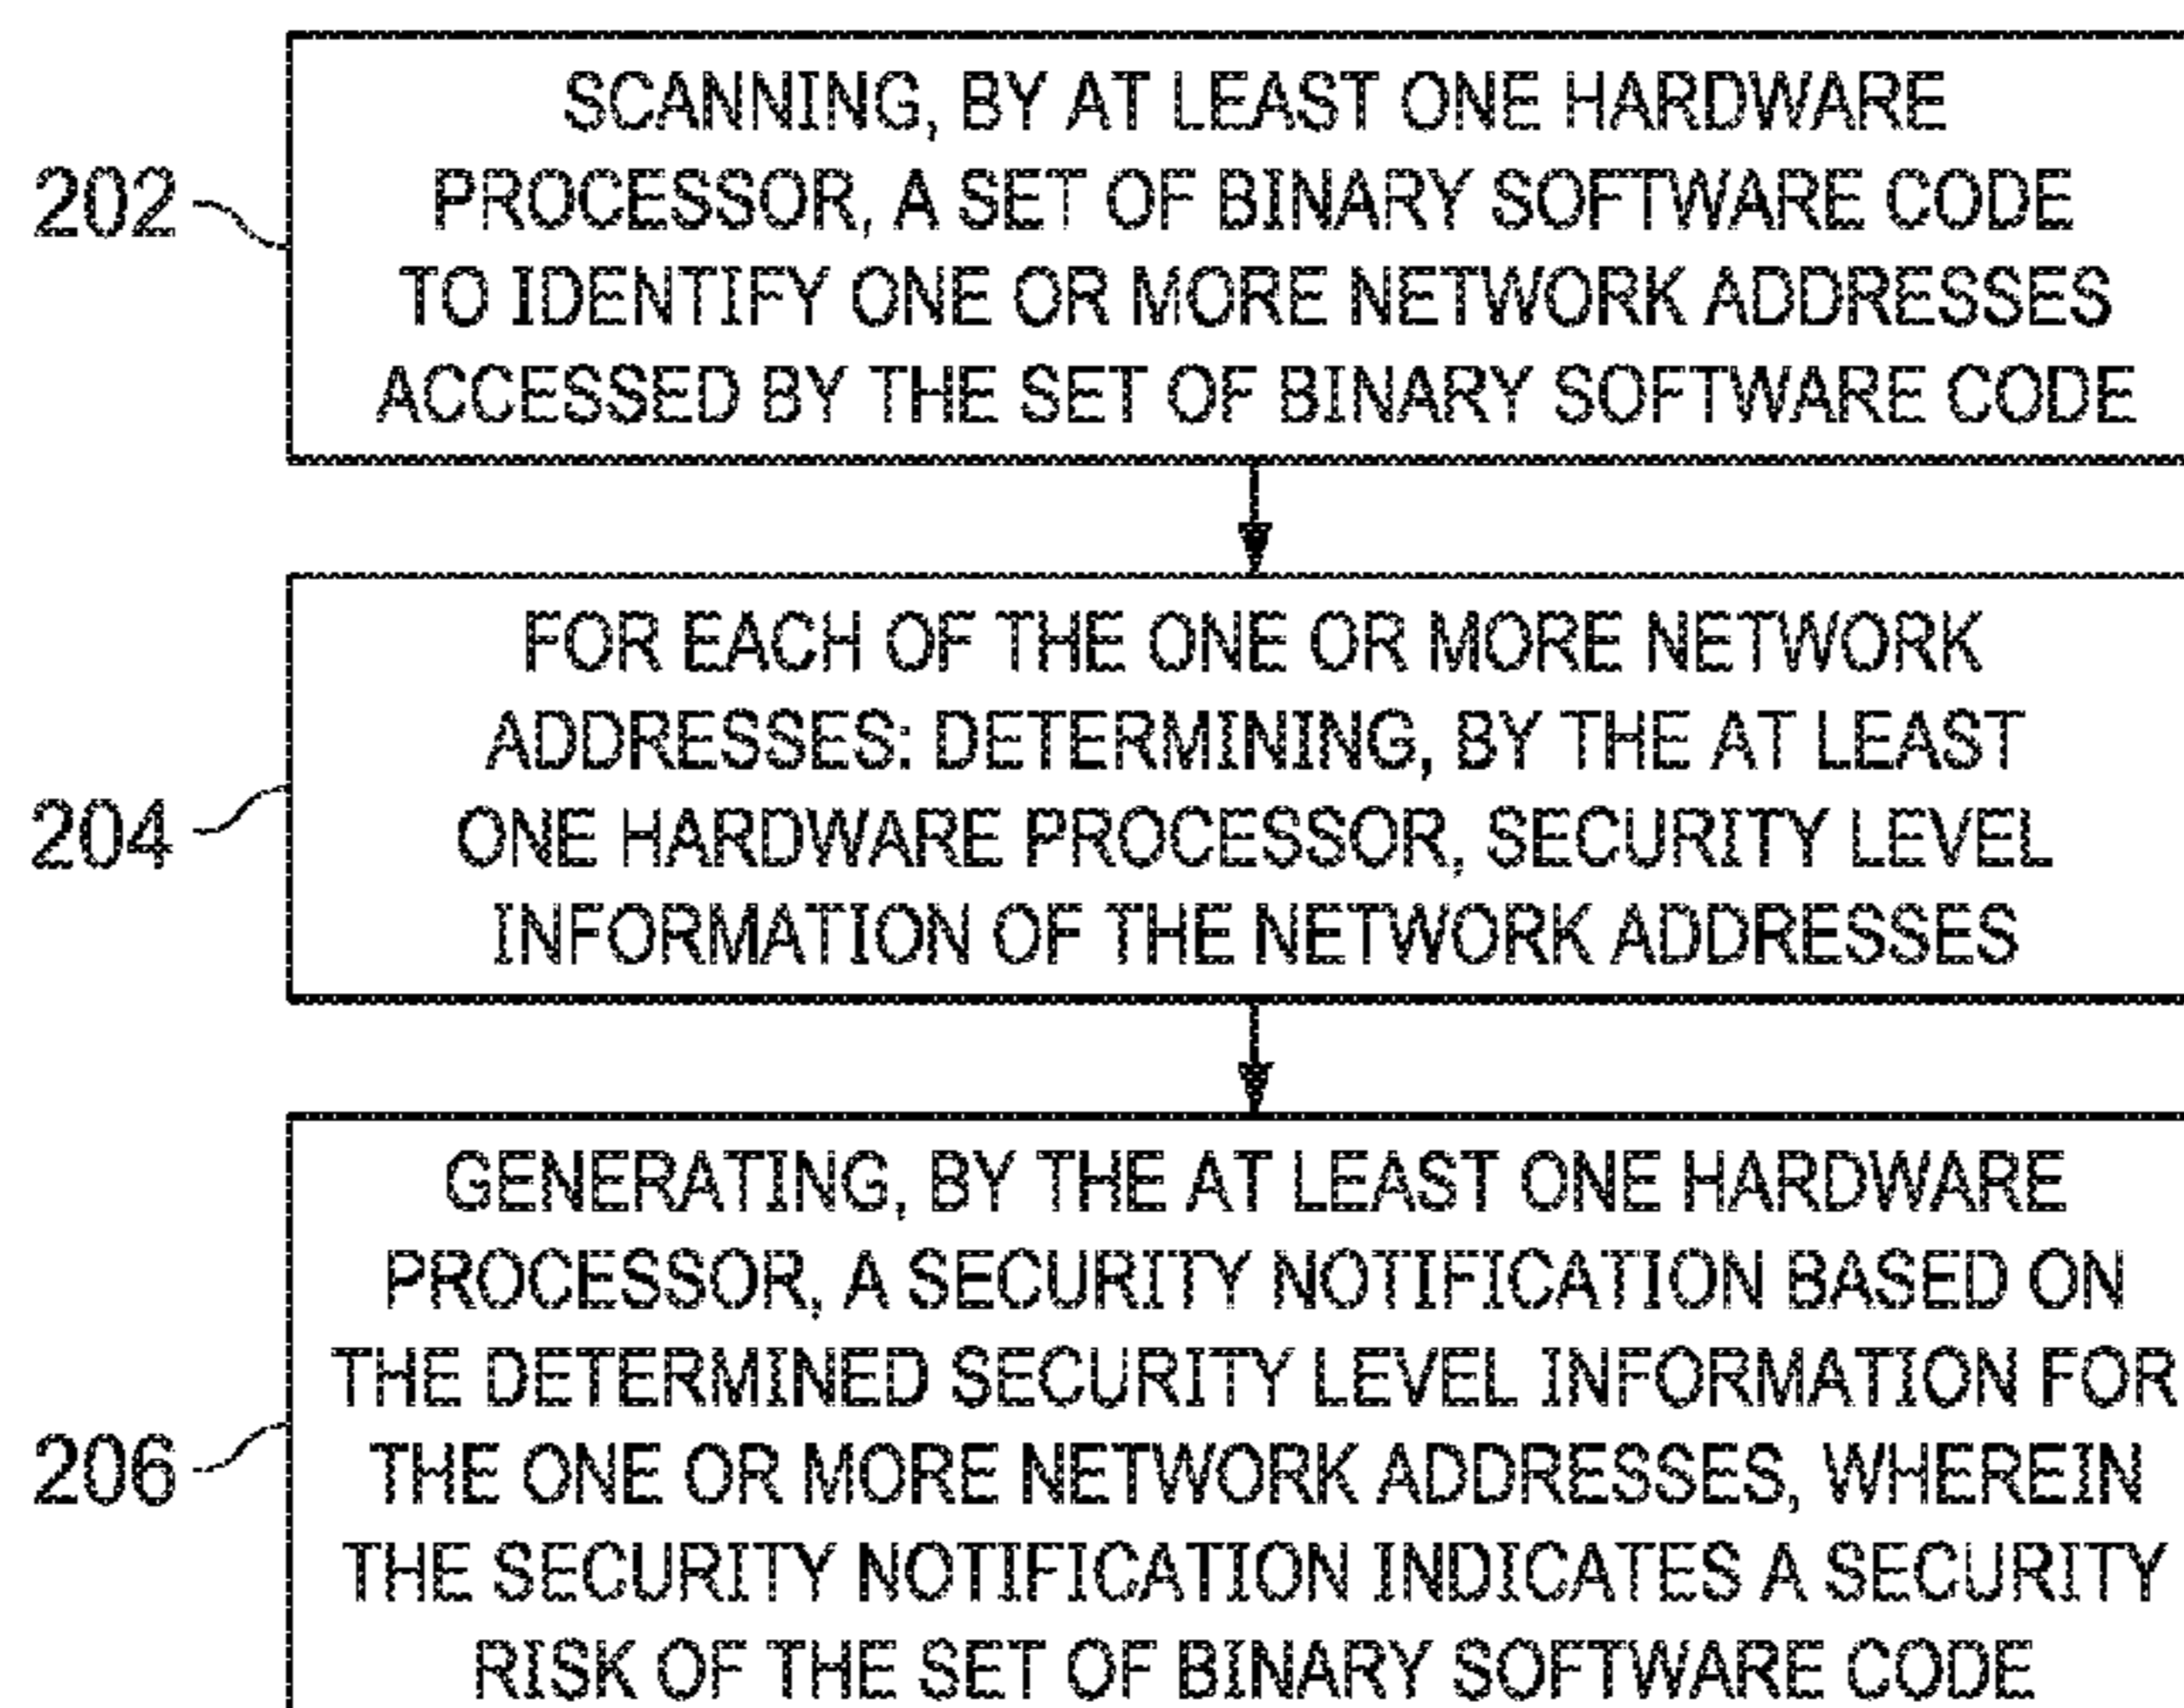 SCANNING, BY AT LEAST ONE HARDWARE
PROCESSOR, A SET OF BINARY SOFTWARE CODE
202
TO IDENTIFY ONE OR MORE NETWORK ADDRESSES
ACCESSED BY THE SET OF BINARY SOFTWARE CODE
FOR EACH OF THE ONE OR MORE NETWORK
ADDRESSES: DETERMINING, BY THE AT LEAST
204
ONE HARDWARE PROCESSOR, SECURITY LEVEL
INFORMATION OF THE NETWORK ADDRESSES
GENERATING, BY THE AT LEAST ONE HARDWARE
PROCESSOR, A SECURITY NOTIFICATION BASED ON
THE DETERMINED SECURITY LEVEL INFORMATION FOR
206
THE ONE OR MORE NETWORK ADDRESSES, WHEREIN
THE SECURITY NOTIFICATION INDICATES A SECURITY
RISK OF THE SET OF BINARY SOFTWARE CODE